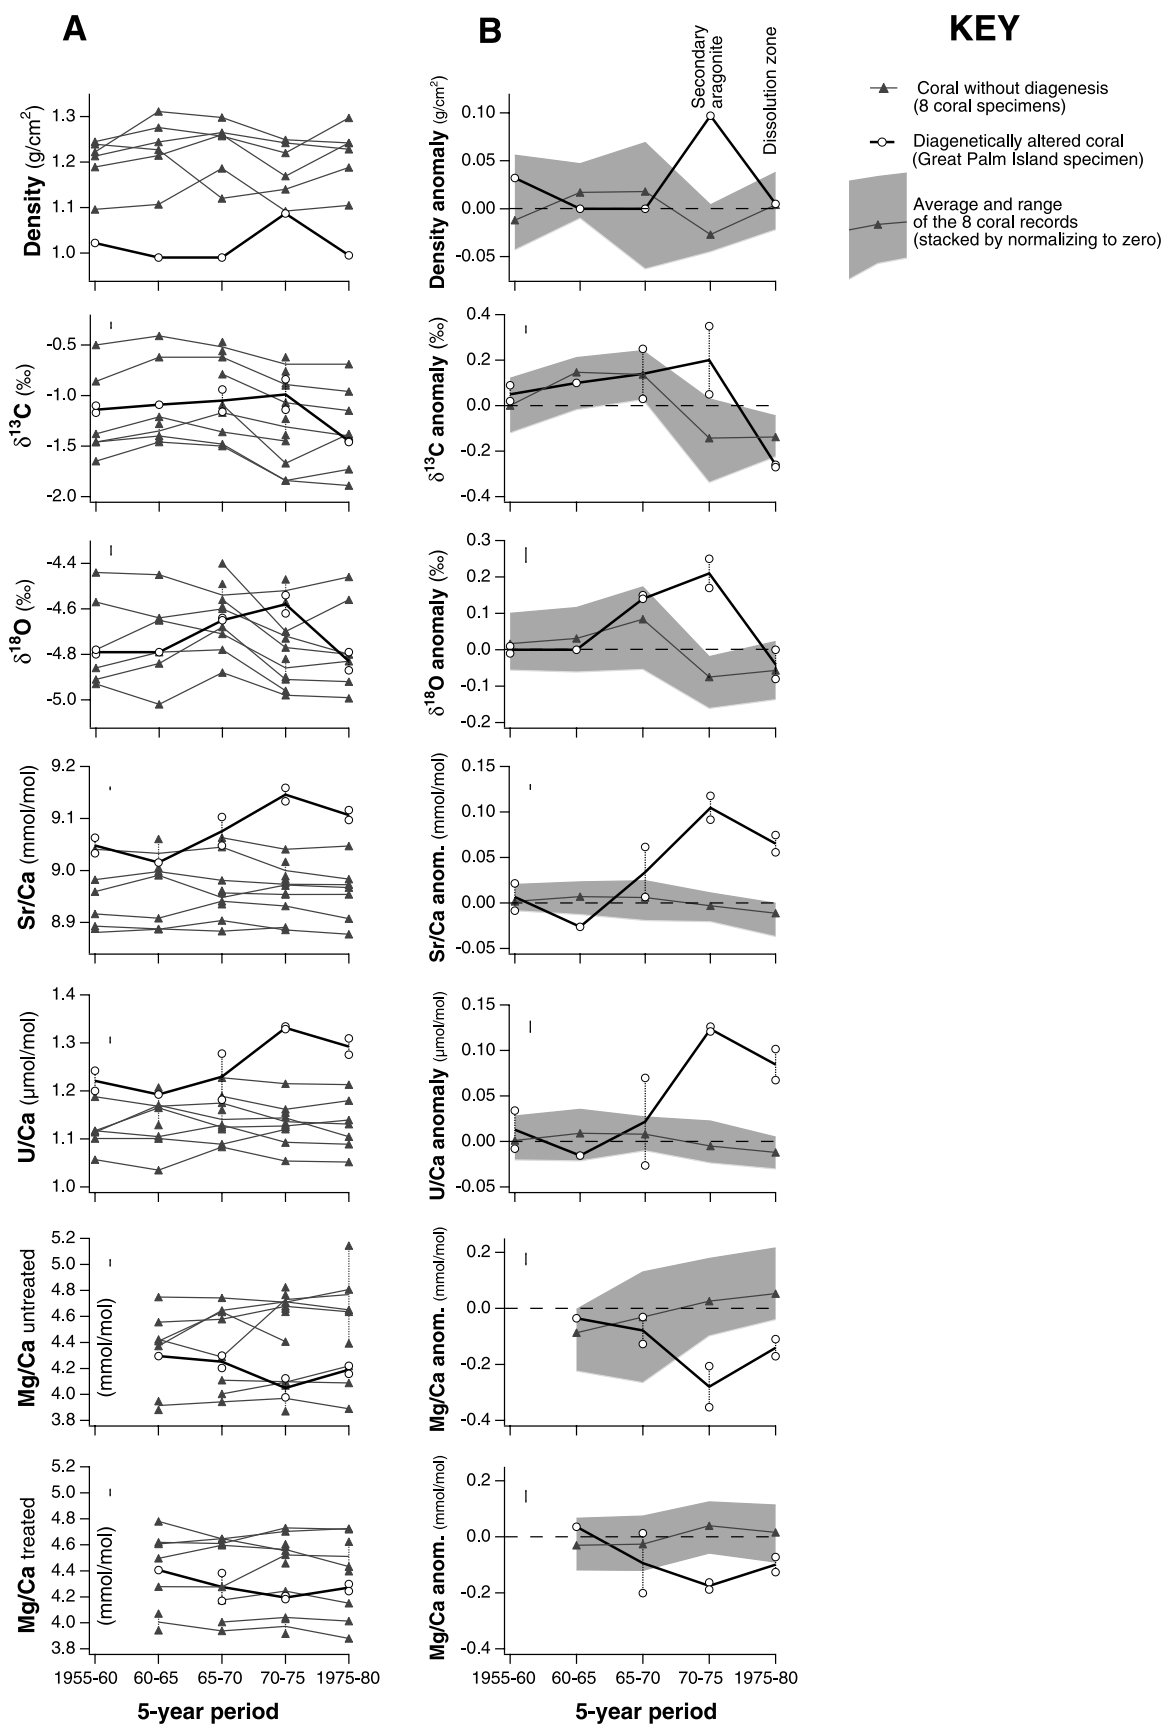 A
B
KEY
Secondary
aragonite
Dissolution zone
Coral without diagenesis
(8 coral specimens)
Diagenetically altered coral
(Great Palm Island specimen)
Average and range
of the 8 coral records
(stacked by normalizing to zero)
Density (g/cm2)
1.3
1.2
1.1
1.0
Density anomaly (g/cm2)
0.10
0.05
0.00
-0.05
δ13C (‰)
-0.5
-1.0
-1.5
-2.0
δ13C anomaly (‰)
0.4
0.2
0.0
-0.2
-0.4
δ18O (‰)
-4.4
-4.6
-4.8
-5.0
δ18O anomaly (‰)
0.3
0.2
0.1
0.0
-0.1
-0.2
Sr/Ca (mmol/mol)
9.2
9.1
9.0
8.9
Sr/Ca anom. (mmol/mol)
0.15
0.10
0.05
0.00
-0.05
U/Ca (μmol/mol)
1.4
1.3
1.2
1.1
1.0
U/Ca anomaly (μmol/mol)
0.15
0.10
0.05
0.00
-0.05
Mg/Ca untreated
(mmol/mol)
5.2
5.0
4.8
4.6
4.4
4.2
4.0
3.8
Mg/Ca anom. (mmol/mol)
0.2
0.0
-0.2
-0.4
Mg/Ca treated
(mmol/mol)
5.2
5.0
4.8
4.6
4.4
4.2
4.0
3.8
Mg/Ca anom. (mmol/mol)
0.2
0.0
-0.2
-0.4
1955-60 60-65 65-70 70-75 1975-80
5-year period
1955-60 60-65 65-70 70-75 1975-80
5-year period